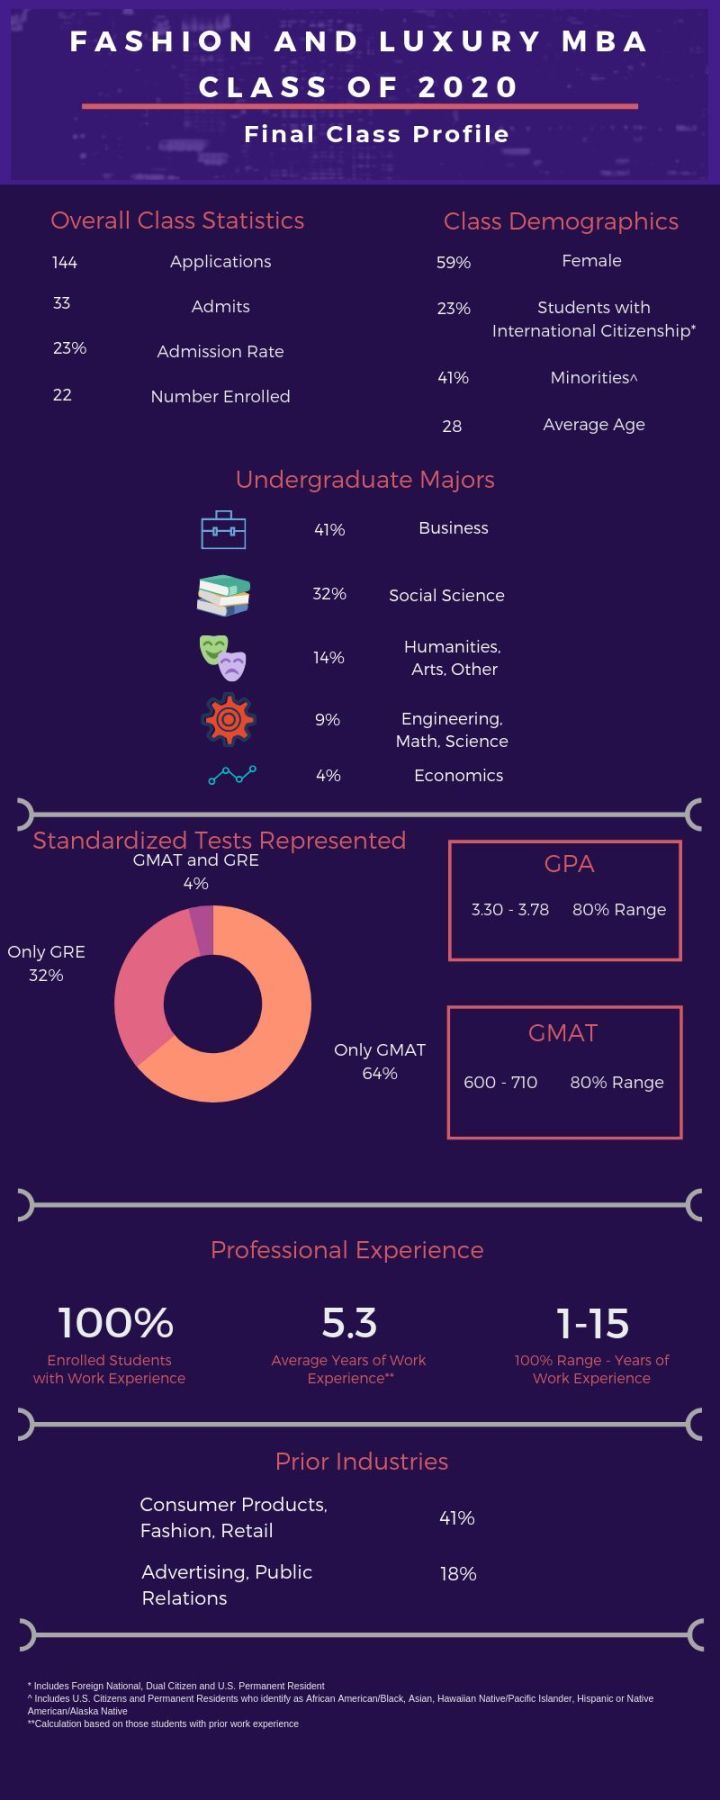 FASHION AND LUXURY MBA
CLASS OF 2020
Final Class Profile
Overall Class Statistics
144 Applications
33 Admits
23% Admission Rate
22 Number Enrolled
Class Demographics
59% Female
23% Students with
International Citizenship*
41% Minorities^
28 Average Age
Undergraduate Majors
41% Business
32% Social Science
14% Humanities,
Arts, Other
9% Engineering,
Math, Science
4% Economics
Standardized Tests Represented
GMAT and GRE
4%
Only GRE
32%
Only GMAT
64%
GPA
3.30 - 3.78 80% Range
GMAT
600 - 710 80% Range
Professional Experience
100%
Enrolled Students
with Work Experience
5.3
Average Years of Work
Experience**
1-15
100% Range - Years of
Work Experience
Prior Industries
Consumer Products,
Fashion, Retail
41%
Advertising, Public
Relations
18%
* Includes Foreign National, Dual Citizen and U.S. Permanent Resident
^ Includes U.S. Citizens and Permanent Residents who identify as African American/Black, Asian, Hawaiian Native/Pacific Islander, Hispanic or Native
American/Alaska Native
**Calculation based on those students with prior work experience